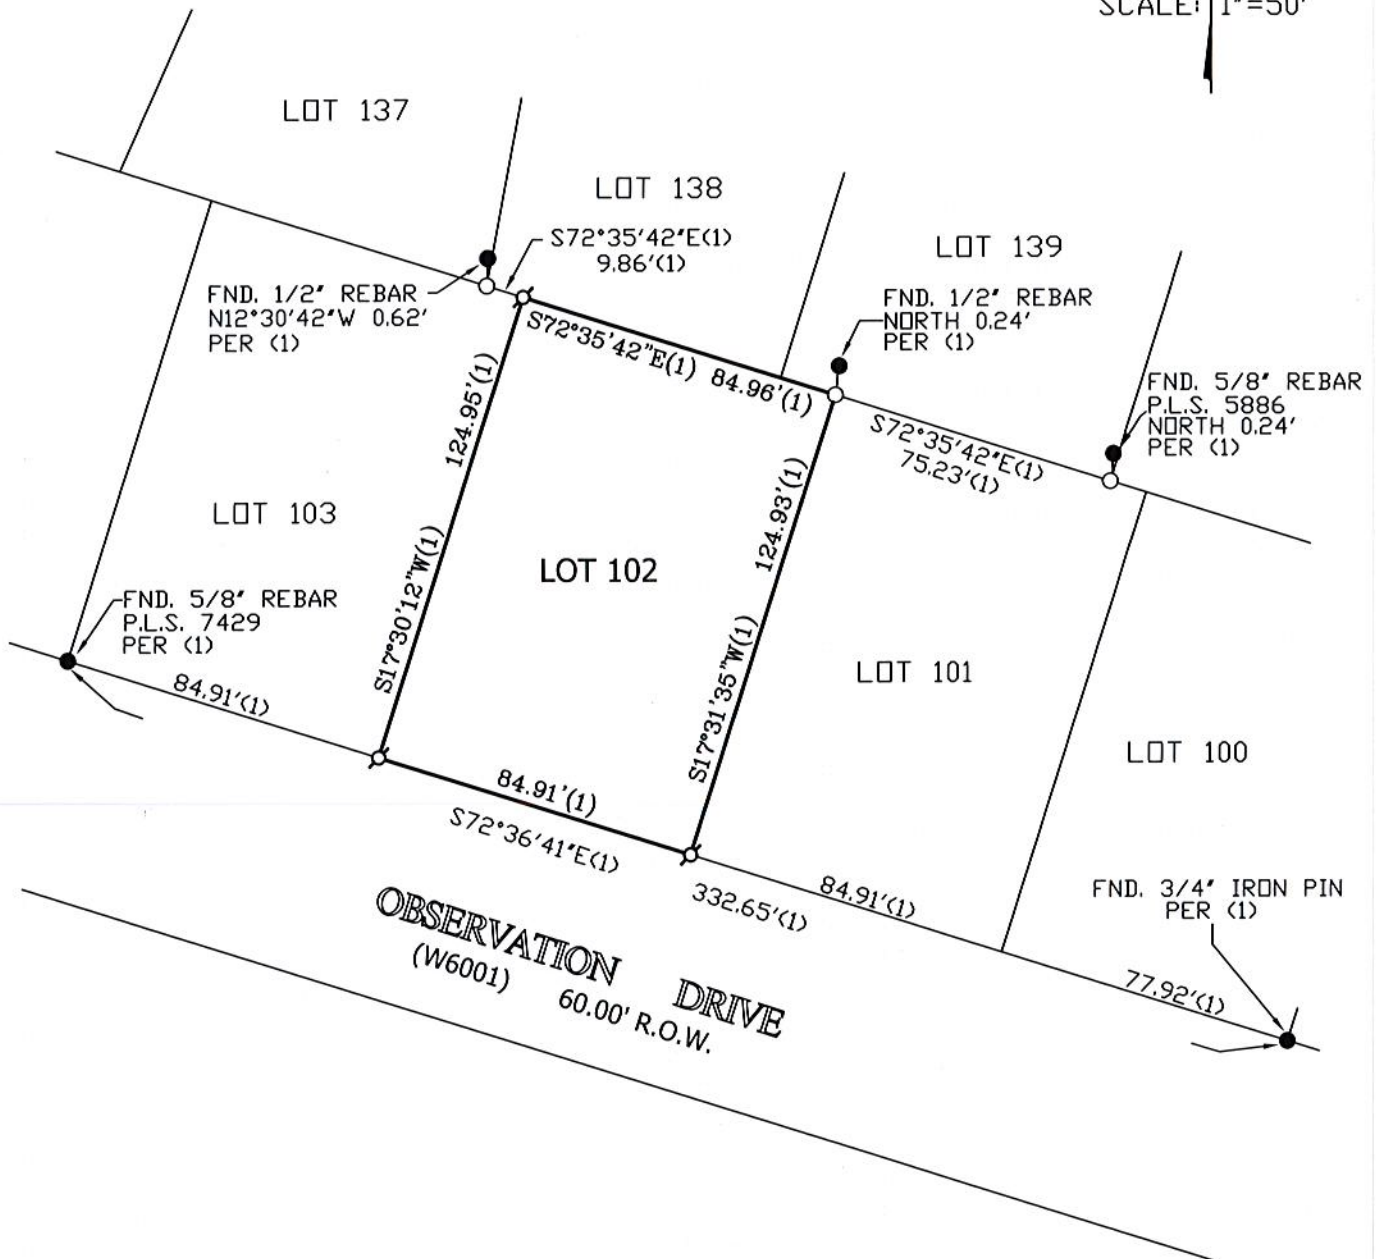 SCALE: 1"=50'
LOT 137
LOT 138
S72°35'42"E(1)
9.86'(1)
LOT 139
FND. 1/2" REBAR
N12°30'42"W 0.62'
PER (1)
FND. 1/2" REBAR
NORTH 0.24'
PER (1)
S72°35'42"E(1) 84.96'(1)
FND. 5/8" REBAR
P.L.S. 5886
NORTH 0.24'
PER (1)
S72°35'42"E(1)
75.23'(1)
S17°30'12"W(1) 124.95'(1)
S17°31'35"W(1) 124.93'(1)
LOT 103
LOT 102
FND. 5/8" REBAR
P.L.S. 7429
PER (1)
LOT 101
84.91'(1)
LOT 100
84.91'(1)
S72°36'41"E(1)
332.65'(1)
84.91'(1)
FND. 3/4" IRON PIN
PER (1)
77.92'(1)
OBSERVATION DRIVE
(W6001) 60.00' R.O.W.